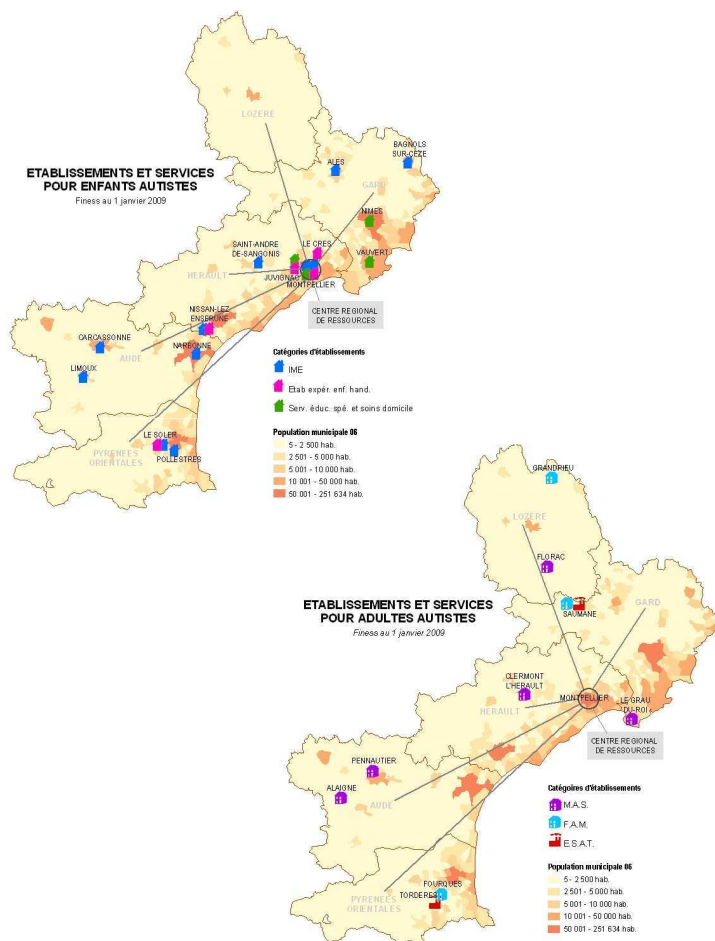 LOZERE
ETABLISSEMENTS ET SERVICES
POUR ENFANTS AUTISTES
Finess au 1 janvier 2009
BAGNOLS
SUR-CEZE
ALES
GARD
NIMES
SAINT-ANDRE
DE-SANGONIS
LE CRES
VAUVERT
HERAULT
JUVIGNAC
MONTPELLIER
CENTRE REGIONAL
DE RESSOURCES
NISSAN-LEZ
ENSERUNE
CARCASSONNE
AUDE
NARBONNE
LIMOUX
Catégories d'établissements
IME
Etab expér. enf. hand.
Serv. éduc. spé. et soins domicile
LE SOLER
PYRENEES
ORIENTALES
POLLESTRES
Population municipale 06
5 - 2 500 hab.
2 501 - 5 000 hab.
5 001 - 10 000 hab.
10 001 - 50 000 hab.
50 001 - 251 634 hab.
GRANDRIEU
LOZERE
FLORAC
ETABLISSEMENTS ET SERVICES
POUR ADULTES AUTISTES
Finess au 1 janvier 2009
SAUMANE
GARD
CLERMONT
L'HERAULT
MONTPELLIER
HERAULT
LE GRAU
DU-ROI
CENTRE REGIONAL
DE RESSOURCES
PENNAUTIER
ALAIGNE
AUDE
Catégoires d'établissements
M.A.S.
F.A.M.
E.S.A.T.
FOURQUES
TORDERES
PYRENEES
ORIENTALES
Population municipale 06
5 - 2 500 hab.
2 501 - 5 000 hab.
5 001 - 10 000 hab.
10 001 - 50 000 hab.
50 001 - 251 634 hab.